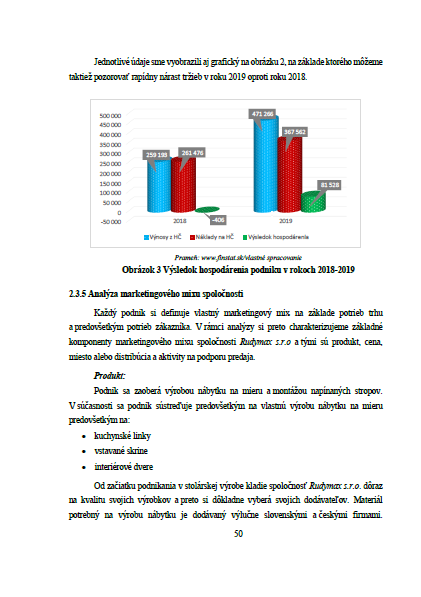 Jednotlivé údaje sme vyobrazili aj grafický na obrázku 2, na základe ktorého môžeme
taktiež pozorovať rapídny nárast tržieb v roku 2019 oproti roku 2018.
500 000
450 000
400 000
350 000
300 000
250 000
200 000
150 000
100 000
50 000
0
-50 000
259 193
261 476
-406
471 266
367 562
81 528
2018
2019
Výnosy z HČ
Náklady na HČ
Výsledok hospodárenia
Prameň: www.finstat.sk/vlastné spracovanie
Obrázok 3 Výsledok hospodárenia podniku v rokoch 2018-2019
2.3.5 Analýza marketingového mixu spoločnosti
Každý podnik si definuje vlastný marketingový mix na základe potrieb trhu
a predovšetkým potrieb zákazníka. V rámci analýzy si preto charakterizujeme základné
komponenty marketingového mixu spoločnosti Rudymax s.r.o a tými sú produkt, cena,
miesto alebo distribúcia a aktivity na podporu predaja.
Produkt:
Podnik sa zaoberá výrobou nábytku na mieru a montážou napínaných stropov.
V súčasnosti sa podnik sústreďuje predovšetkým na vlastnú výrobu nábytku na mieru
predovšetkým na:
• kuchynské linky
• vstavané skrine
• interiérové dvere
Od začiatku podnikania v stolárskej výrobe kladie spoločnosť Rudymax s.r.o. dôraz
na kvalitu svojich výrobkov a preto si dôkladne vyberá svojich dodávateľov. Materiál
potrebný na výrobu nábytku je dodávaný výlučne slovenskými a českými firmami.
50